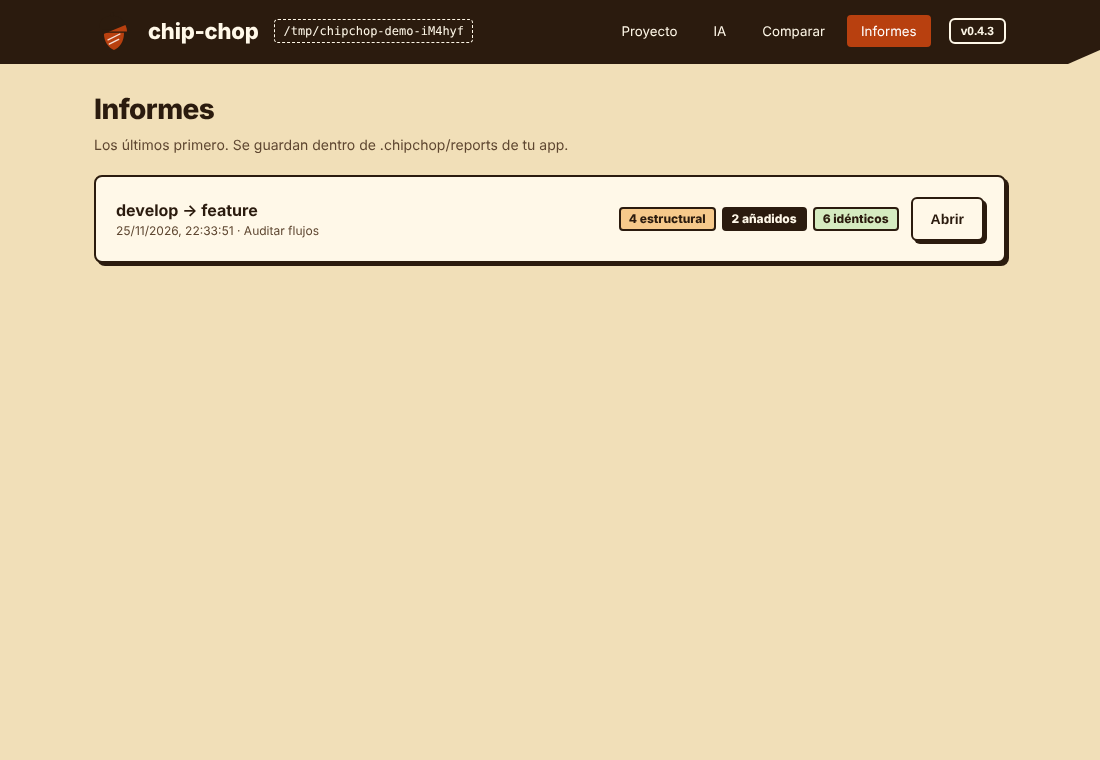 chip-chop
/tmp/chipchop-demo-iM4hyf
Proyecto
IA
Comparar
Informes
v0.4.3
Informes
Los últimos primero. Se guardan dentro de .chipchop/reports de tu app.
develop → feature
25/11/2026, 22:33:51 · Auditar flujos
4 estructural
2 añadidos
6 idénticos
Abrir